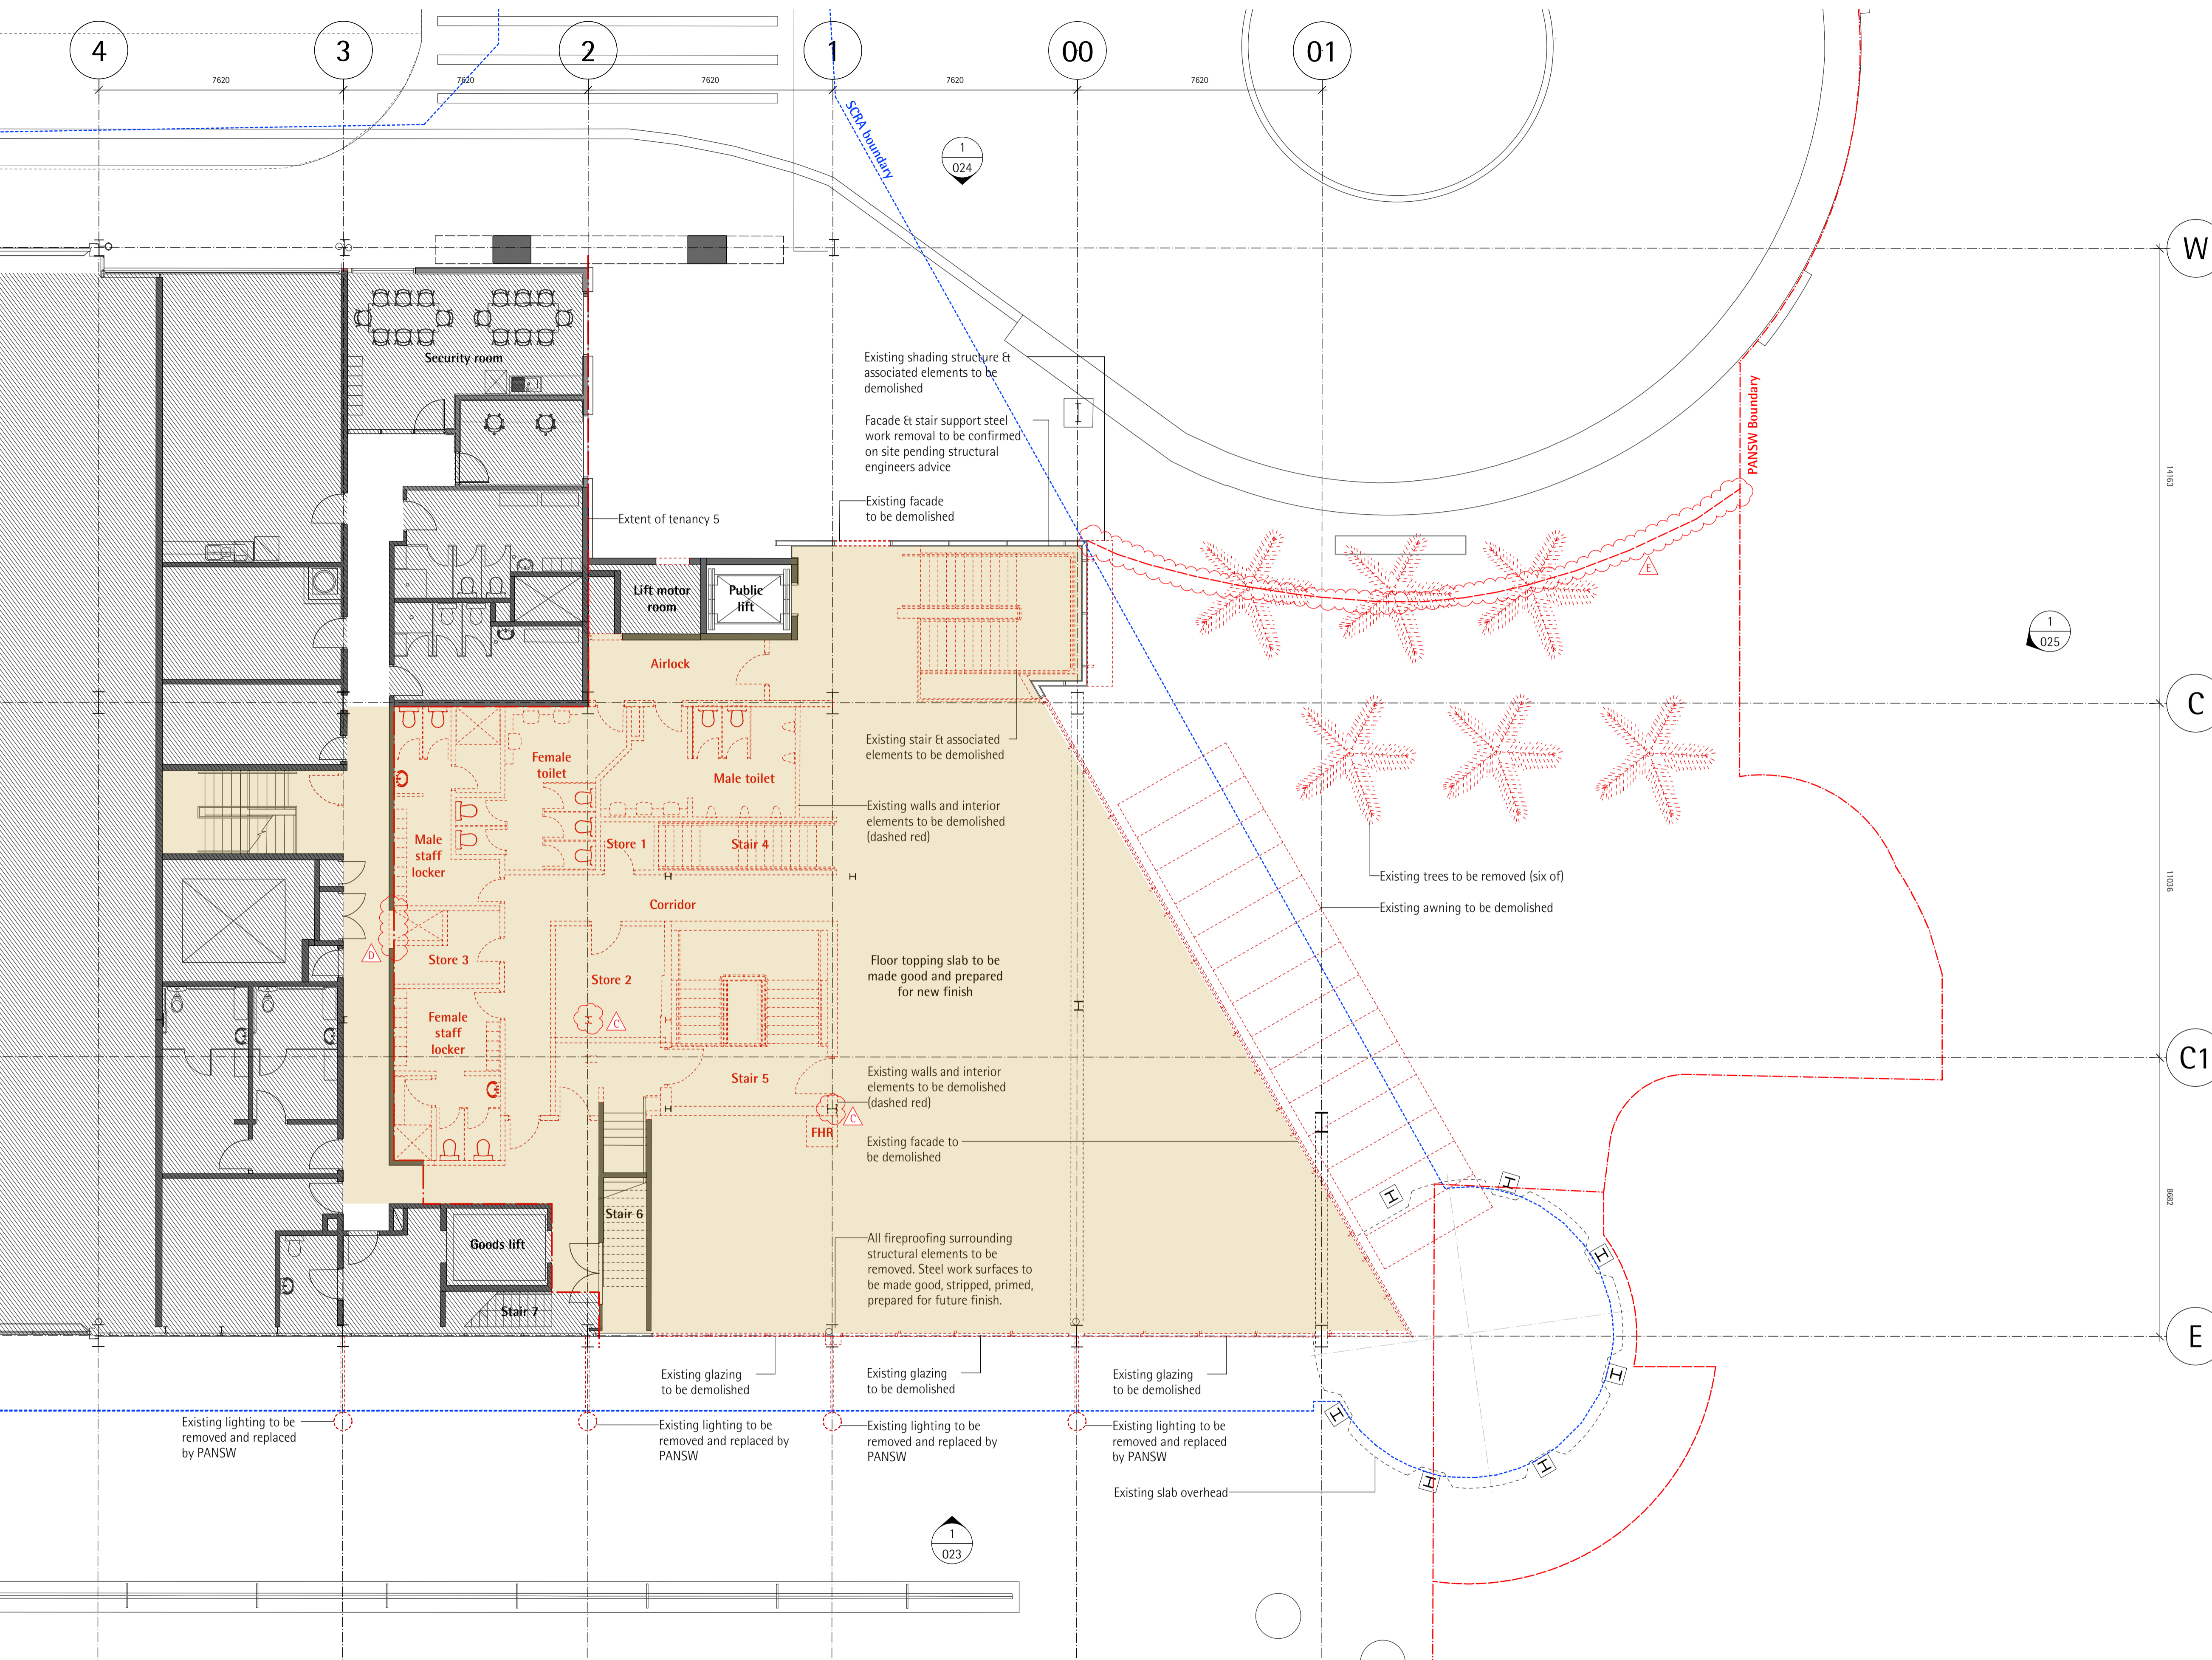 4
3
2
1
00
01
7620
7620
7620
7620
7620
SCRA boundary
1
024
W
Existing shading structure &
associated elements to be
demolished
Security room
Facade & stair support steel
work removal to be confirmed
on site pending structural
engineers advice
PANSW Boundary
14163
Existing facade
to be demolished
Extent of tenancy 5
Lift motor
room
Public
lift
E
1
025
Airlock
C
Existing stair & associated
elements to be demolished
Female
toilet
Male toilet
Existing walls and interior
elements to be demolished
(dashed red)
Male
staff
locker
Store 1
Stair 4
Existing trees to be removed (six of)
11036
Corridor
Existing awning to be demolished
D
Store 3
Store 2
Floor topping slab to be
made good and prepared
for new finish
Female
staff
locker
C
C1
Stair 5
Existing walls and interior
elements to be demolished
(dashed red)
C
FHR
Existing facade to
be demolished
8682
Stair 6
Goods lift
All fireproofing surrounding
structural elements to be
removed. Steel work surfaces to
be made good, stripped, primed,
prepared for future finish.
Stair 7
E
Existing glazing
to be demolished
Existing glazing
to be demolished
Existing glazing
to be demolished
Existing lighting to be
removed and replaced
by PANSW
Existing lighting to be
removed and replaced by
PANSW
Existing lighting to be
removed and replaced by
PANSW
Existing lighting to be
removed and replaced
by PANSW
Existing slab overhead
1
023